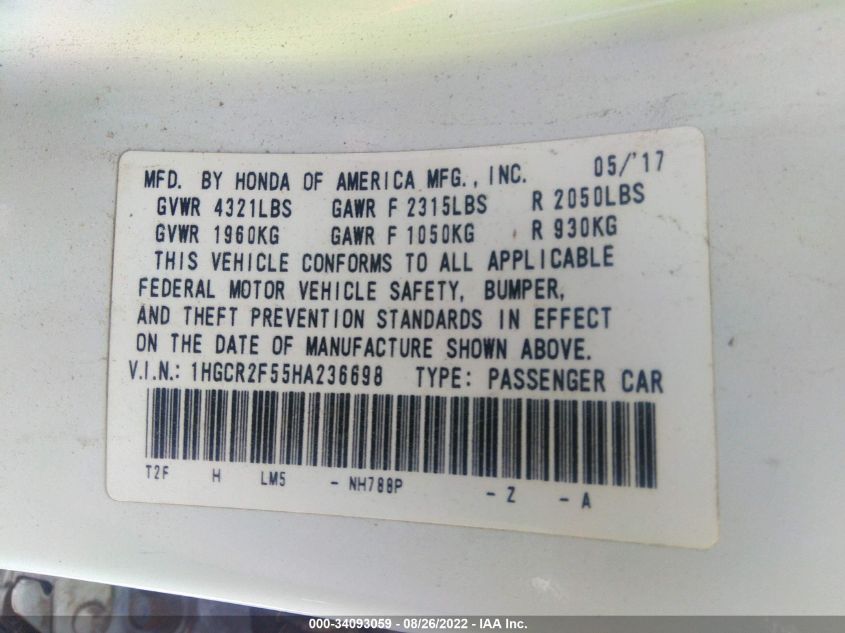 MFD. BY HONDA OF AMERICA MFG., INC. 05/'17
GVWR 4321LBS GAWR F 2315LBS R 2050LBS
GVWR 1960KG GAWR F 1050KG R 930KG
THIS VEHICLE CONFORMS TO ALL APPLICABLE
FEDERAL MOTOR VEHICLE SAFETY, BUMPER,
AND THEFT PREVENTION STANDARDS IN EFFECT
ON THE DATE OF MANUFACTURE SHOWN ABOVE.
V.I.N.: 1HGCR2F55HA236698 TYPE: PASSENGER CAR
T2F H LM5 - NH788P - Z - A
000-34093059 - 08/26/2022 - IAA Inc.